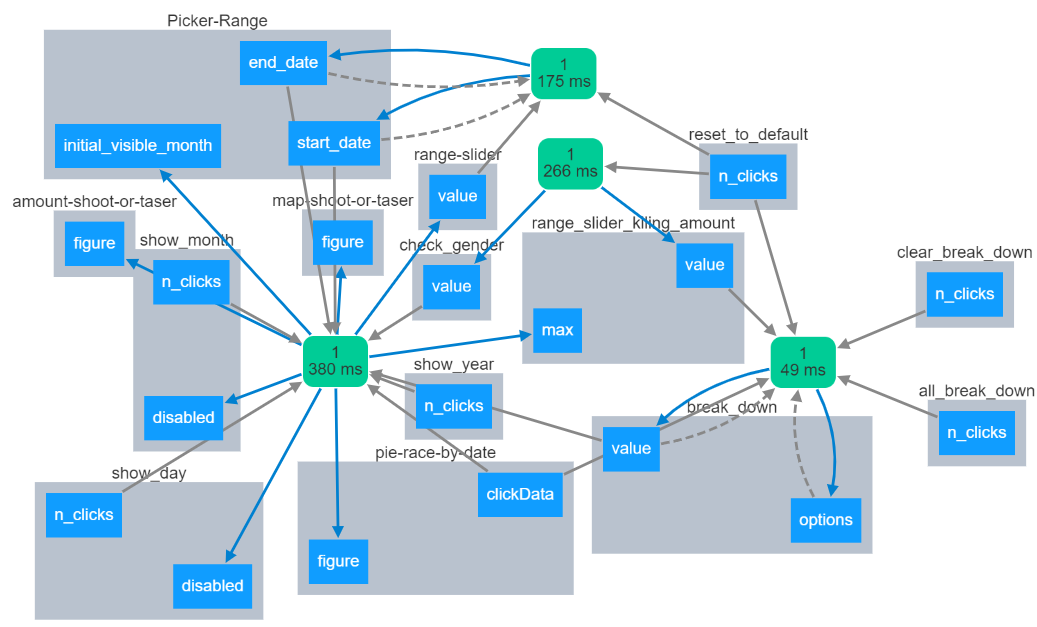 Picker-Range
end_date
1
175 ms
initial_visible_month
start_date
reset_to_default
range-slider
1
266 ms
n_clicks
value
amount-shoot-or-taser
map-shoot-or-taser
figure
show_month
figure
check_gender
range_slider_kiling_amount
value
clear_break_down
n_clicks
value
n_clicks
max
1
380 ms
1
49 ms
show_year
n_clicks
all_break_down
disabled
break_down
n_clicks
value
pie-race-by-date
show_day
clickData
n_clicks
options
figure
disabled